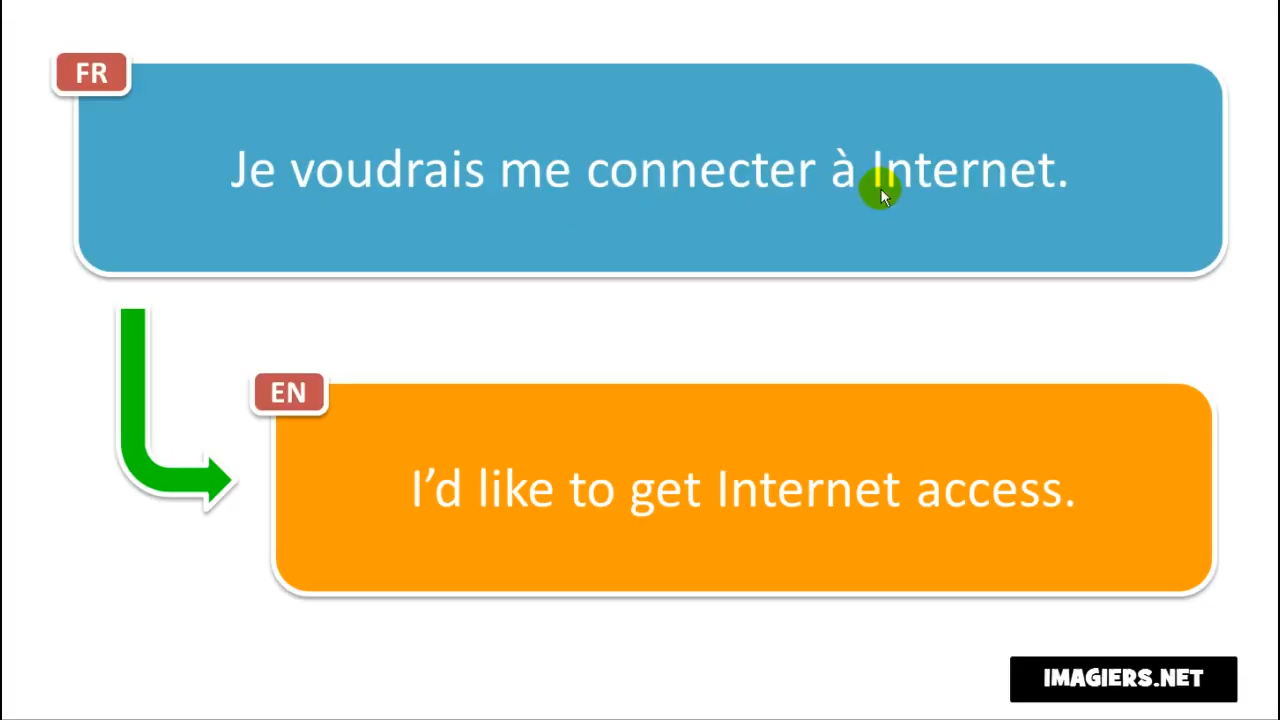 FR
Je voudrais me connecter à Internet.
EN
I’d like to get Internet access.
IMAGIERS.NET